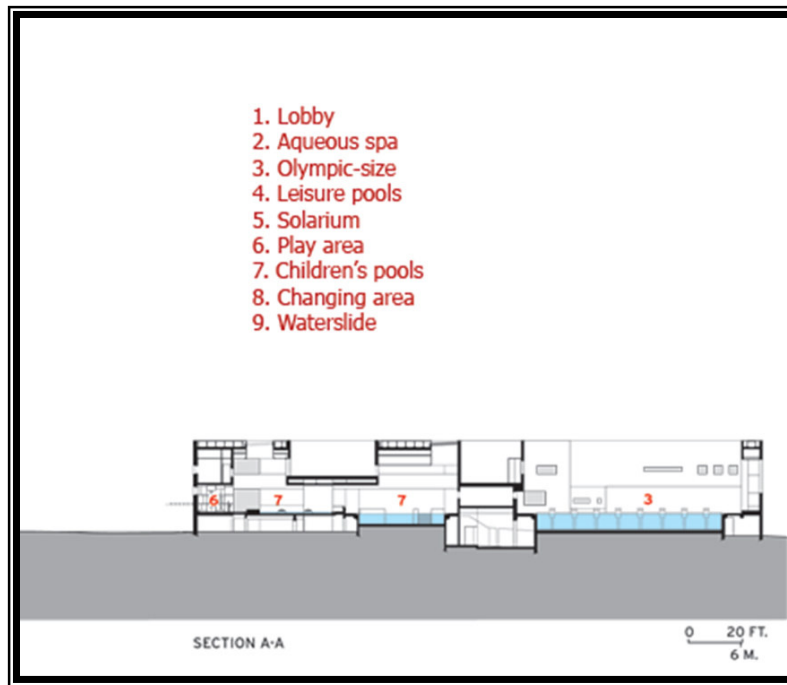 1. Lobby
2. Aqueous spa
3. Olympic-size
4. Leisure pools
5. Solarium
6. Play area
7. Children's pools
8. Changing area
9. Waterslide
6 7 7 3
SECTION A-A
0 20 FT.
6 M.